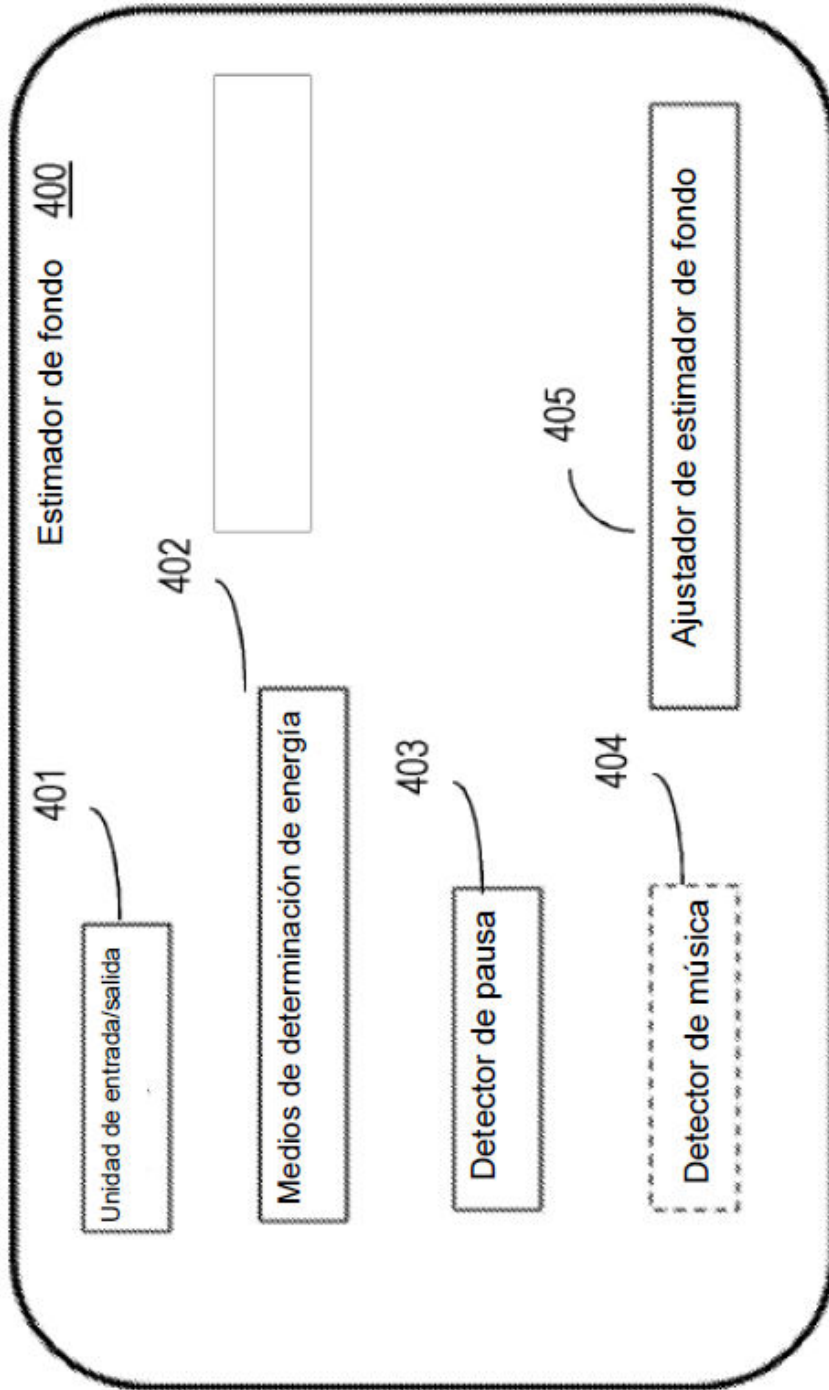 Estimador de fondo 400
401
Unidad de entrada/salida
402
Medios de determinación de energía
403
Detector de pausa
404
Detector de música
405
Ajustador de estimador de fondo